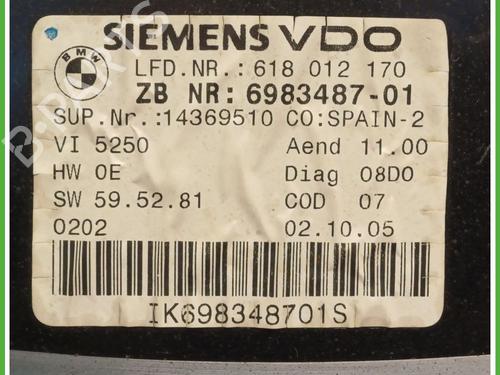 SIEMENS VDO
BMW
LFD.NR.:618 012 170
ZB NR:6983487-01
SUP.Nr.:14369510 CO:SPAIN-2
VI 5250 Aend 11.00
HW 0E Diag 08D0
SW 59.52.81 COD 07
0202 02.10.05
IK698348701S